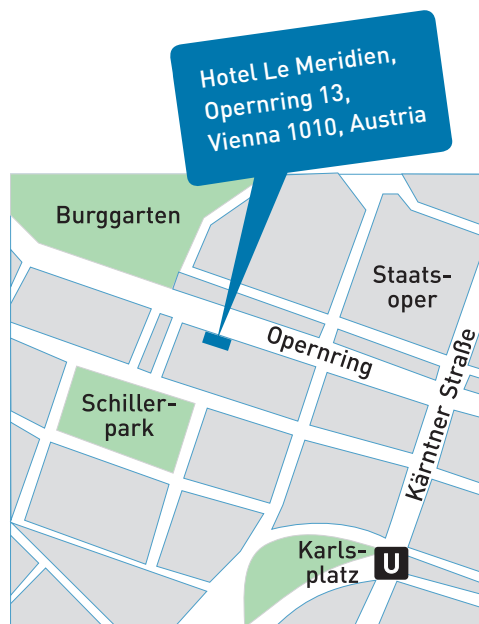 Hotel Le Meridien,
Opernring 13,
Vienna 1010, Austria
Burggarten
Staats-
oper
Opernring
Kärntner Straße
Schiller-
park
Karls-
platz
U